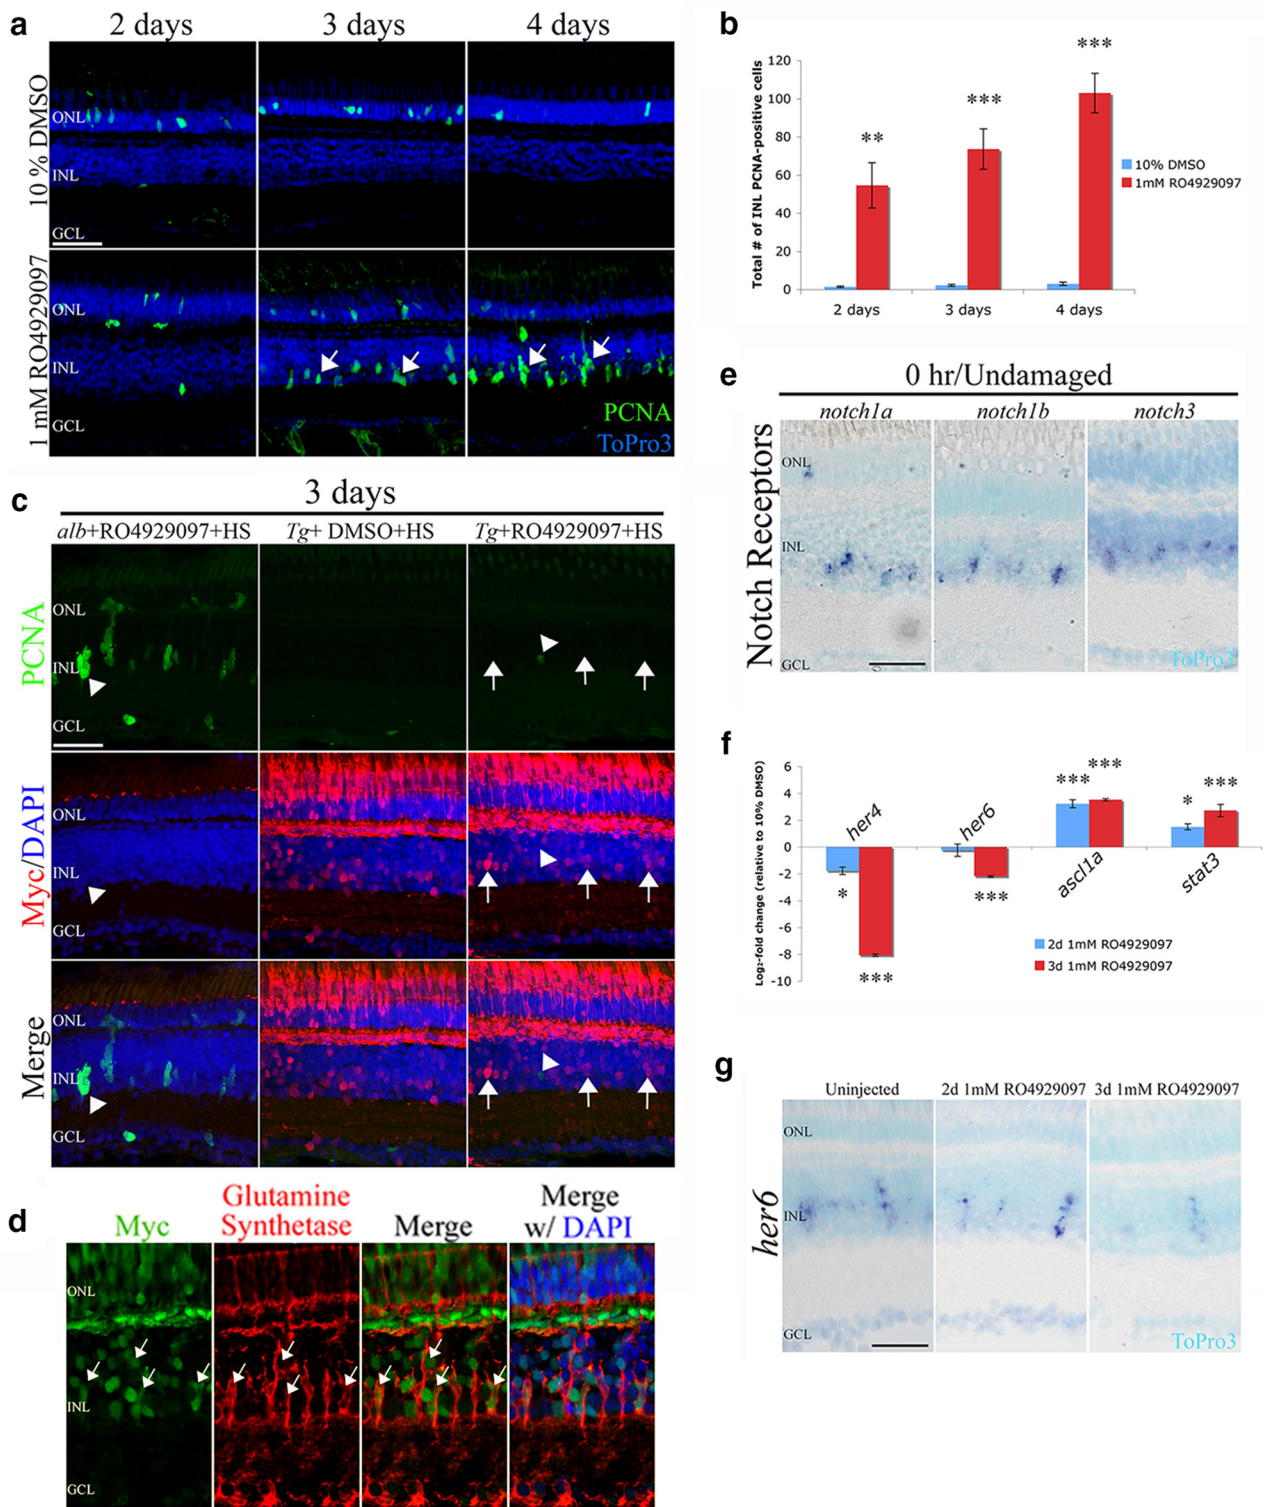 a
2 days 3 days 4 days
10 % DMSO
ONL
INL
GCL
1 mM RO4929097
ONL
INL
GCL
PCNA
ToPro3
b
Total # of INL PCNA-positive cells
120
100
80
60
40
20
0
** *** ***
2 days 3 days 4 days
10% DMSO
1mM RO4929097
c
3 days
alb+RO4929097+HS Tg+ DMSO+HS Tg+RO4929097+HS
PCNA
ONL
INL
GCL
Myc/DAPI
ONL
INL
GCL
Merge
ONL
INL
GCL
d
Myc
Glutamine
Synthetase
Merge
Merge
w/ DAPI
ONL
INL
GCL
e
0 hr/Undamaged
notch1a notch1b notch3
Notch Receptors
ONL
INL
GCL
ToPro3
f
Log2-fold change (relative to 10% DMSO)
6
4
2
0
-2
-4
-6
-8
-10
her4
her6
ascl1a
stat3
* ***
***
*** ***
* ***
2d 1mM RO4929097
3d 1mM RO4929097
g
Uninjected 2d 1mM RO4929097 3d 1mM RO4929097
her6
ONL
INL
GCL
ToPro3